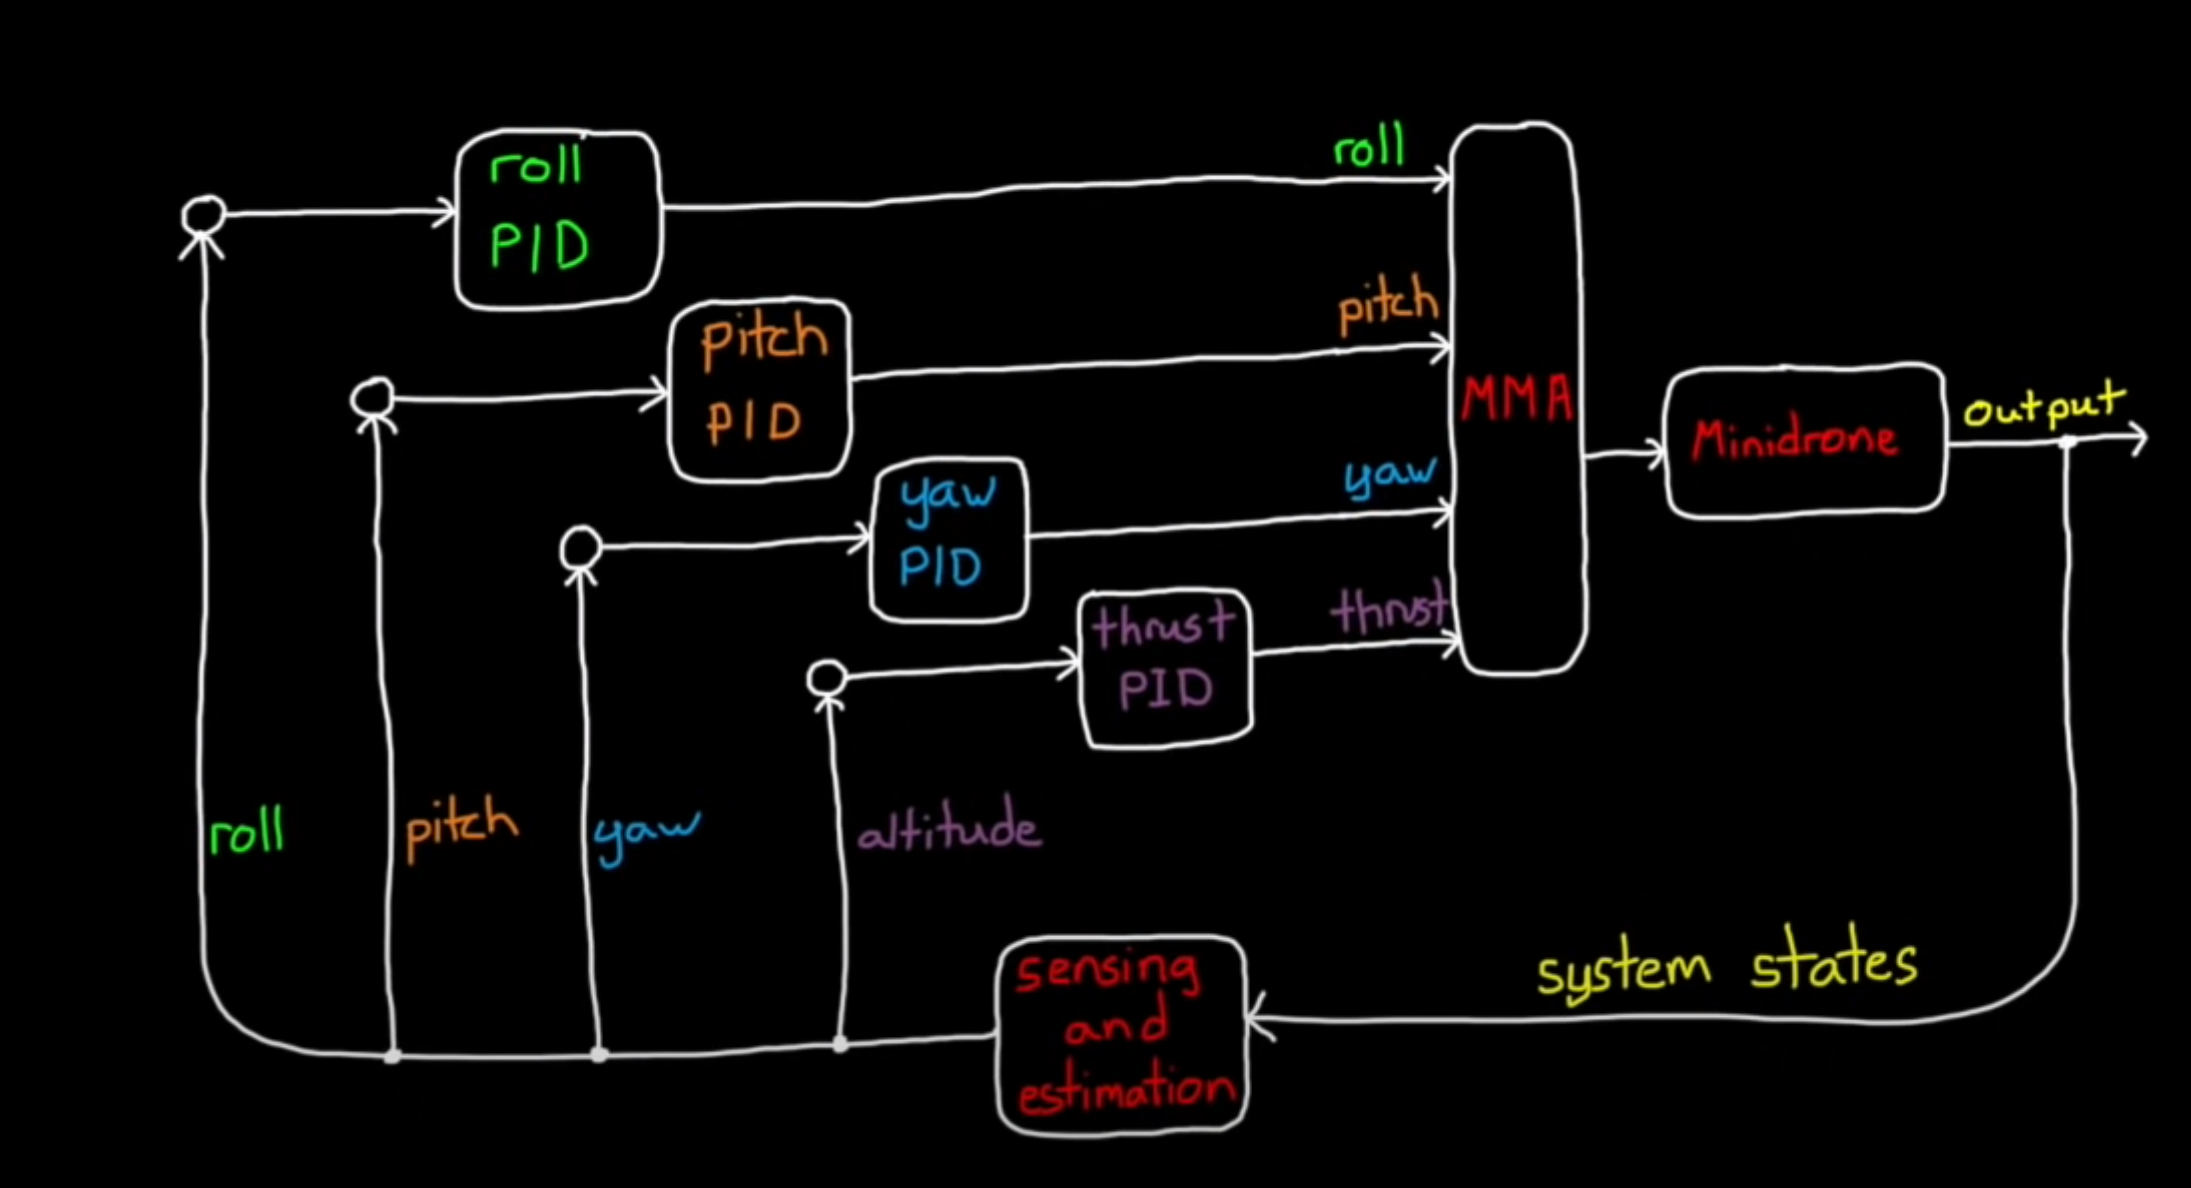 roll
PID
roll
pitch
PID
pitch
MMA
Minidrone
output
yaw
PID
yaw
thrust
PID
thrust
roll
pitch
yaw
altitude
sensing
and
estimation
system states